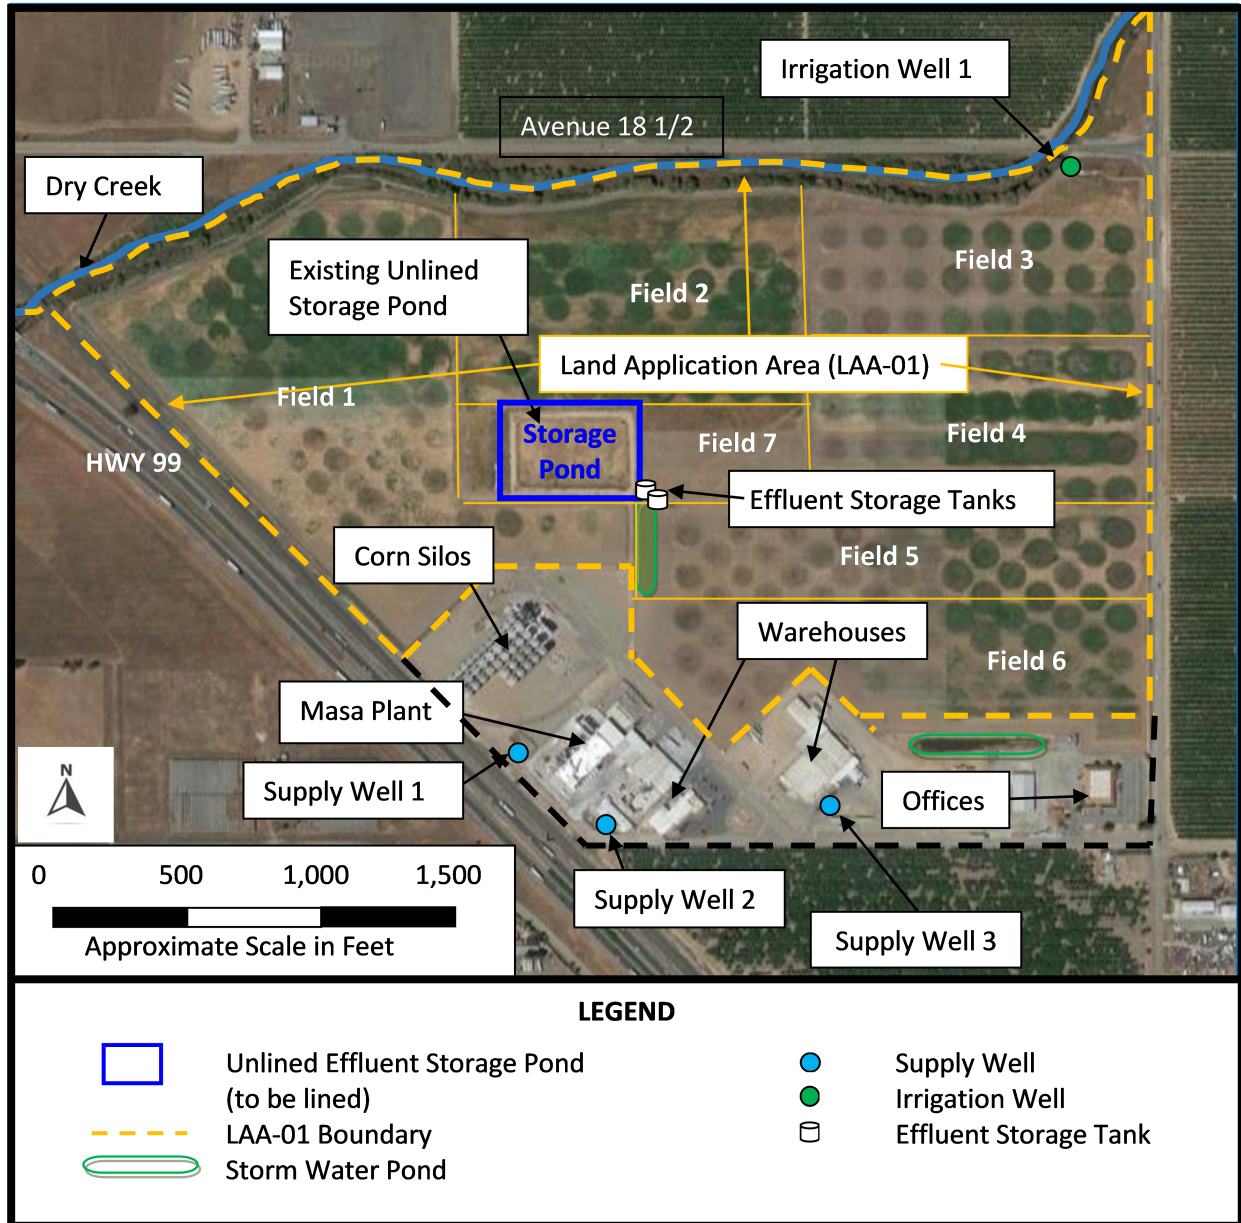 Irrigation Well 1
Avenue 18 1/2
Dry Creek
Existing Unlined
Storage Pond
Field 3
Field 2
Land Application Area (LAA-01)
Field 1
Storage
Pond
Field 7
Field 4
HWY 99
Effluent Storage Tanks
Corn Silos
Field 5
Warehouses
Field 6
Masa Plant
N
Supply Well 1
Offices
0 500 1,000 1,500
Approximate Scale in Feet
Supply Well 2
Supply Well 3
LEGEND
Unlined Effluent Storage Pond
(to be lined)
LAA-01 Boundary
Storm Water Pond
Supply Well
Irrigation Well
Effluent Storage Tank